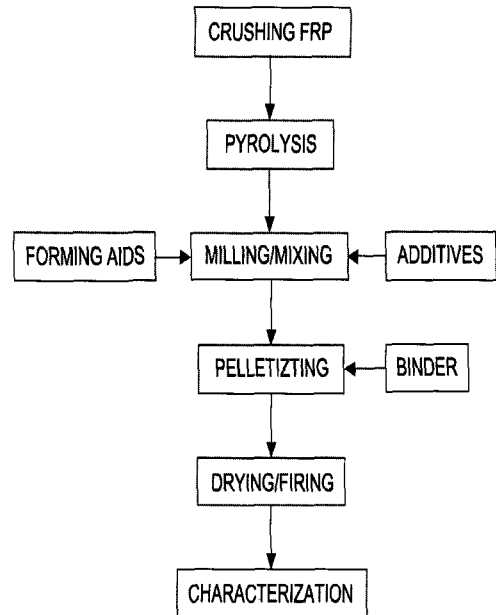 CRUSHING FRP
PYROLYSIS
FORMING AIDS
MILLING/MIXING
ADDITIVES
PELLETIZTING
BINDER
DRYING/FIRING
CHARACTERIZATION